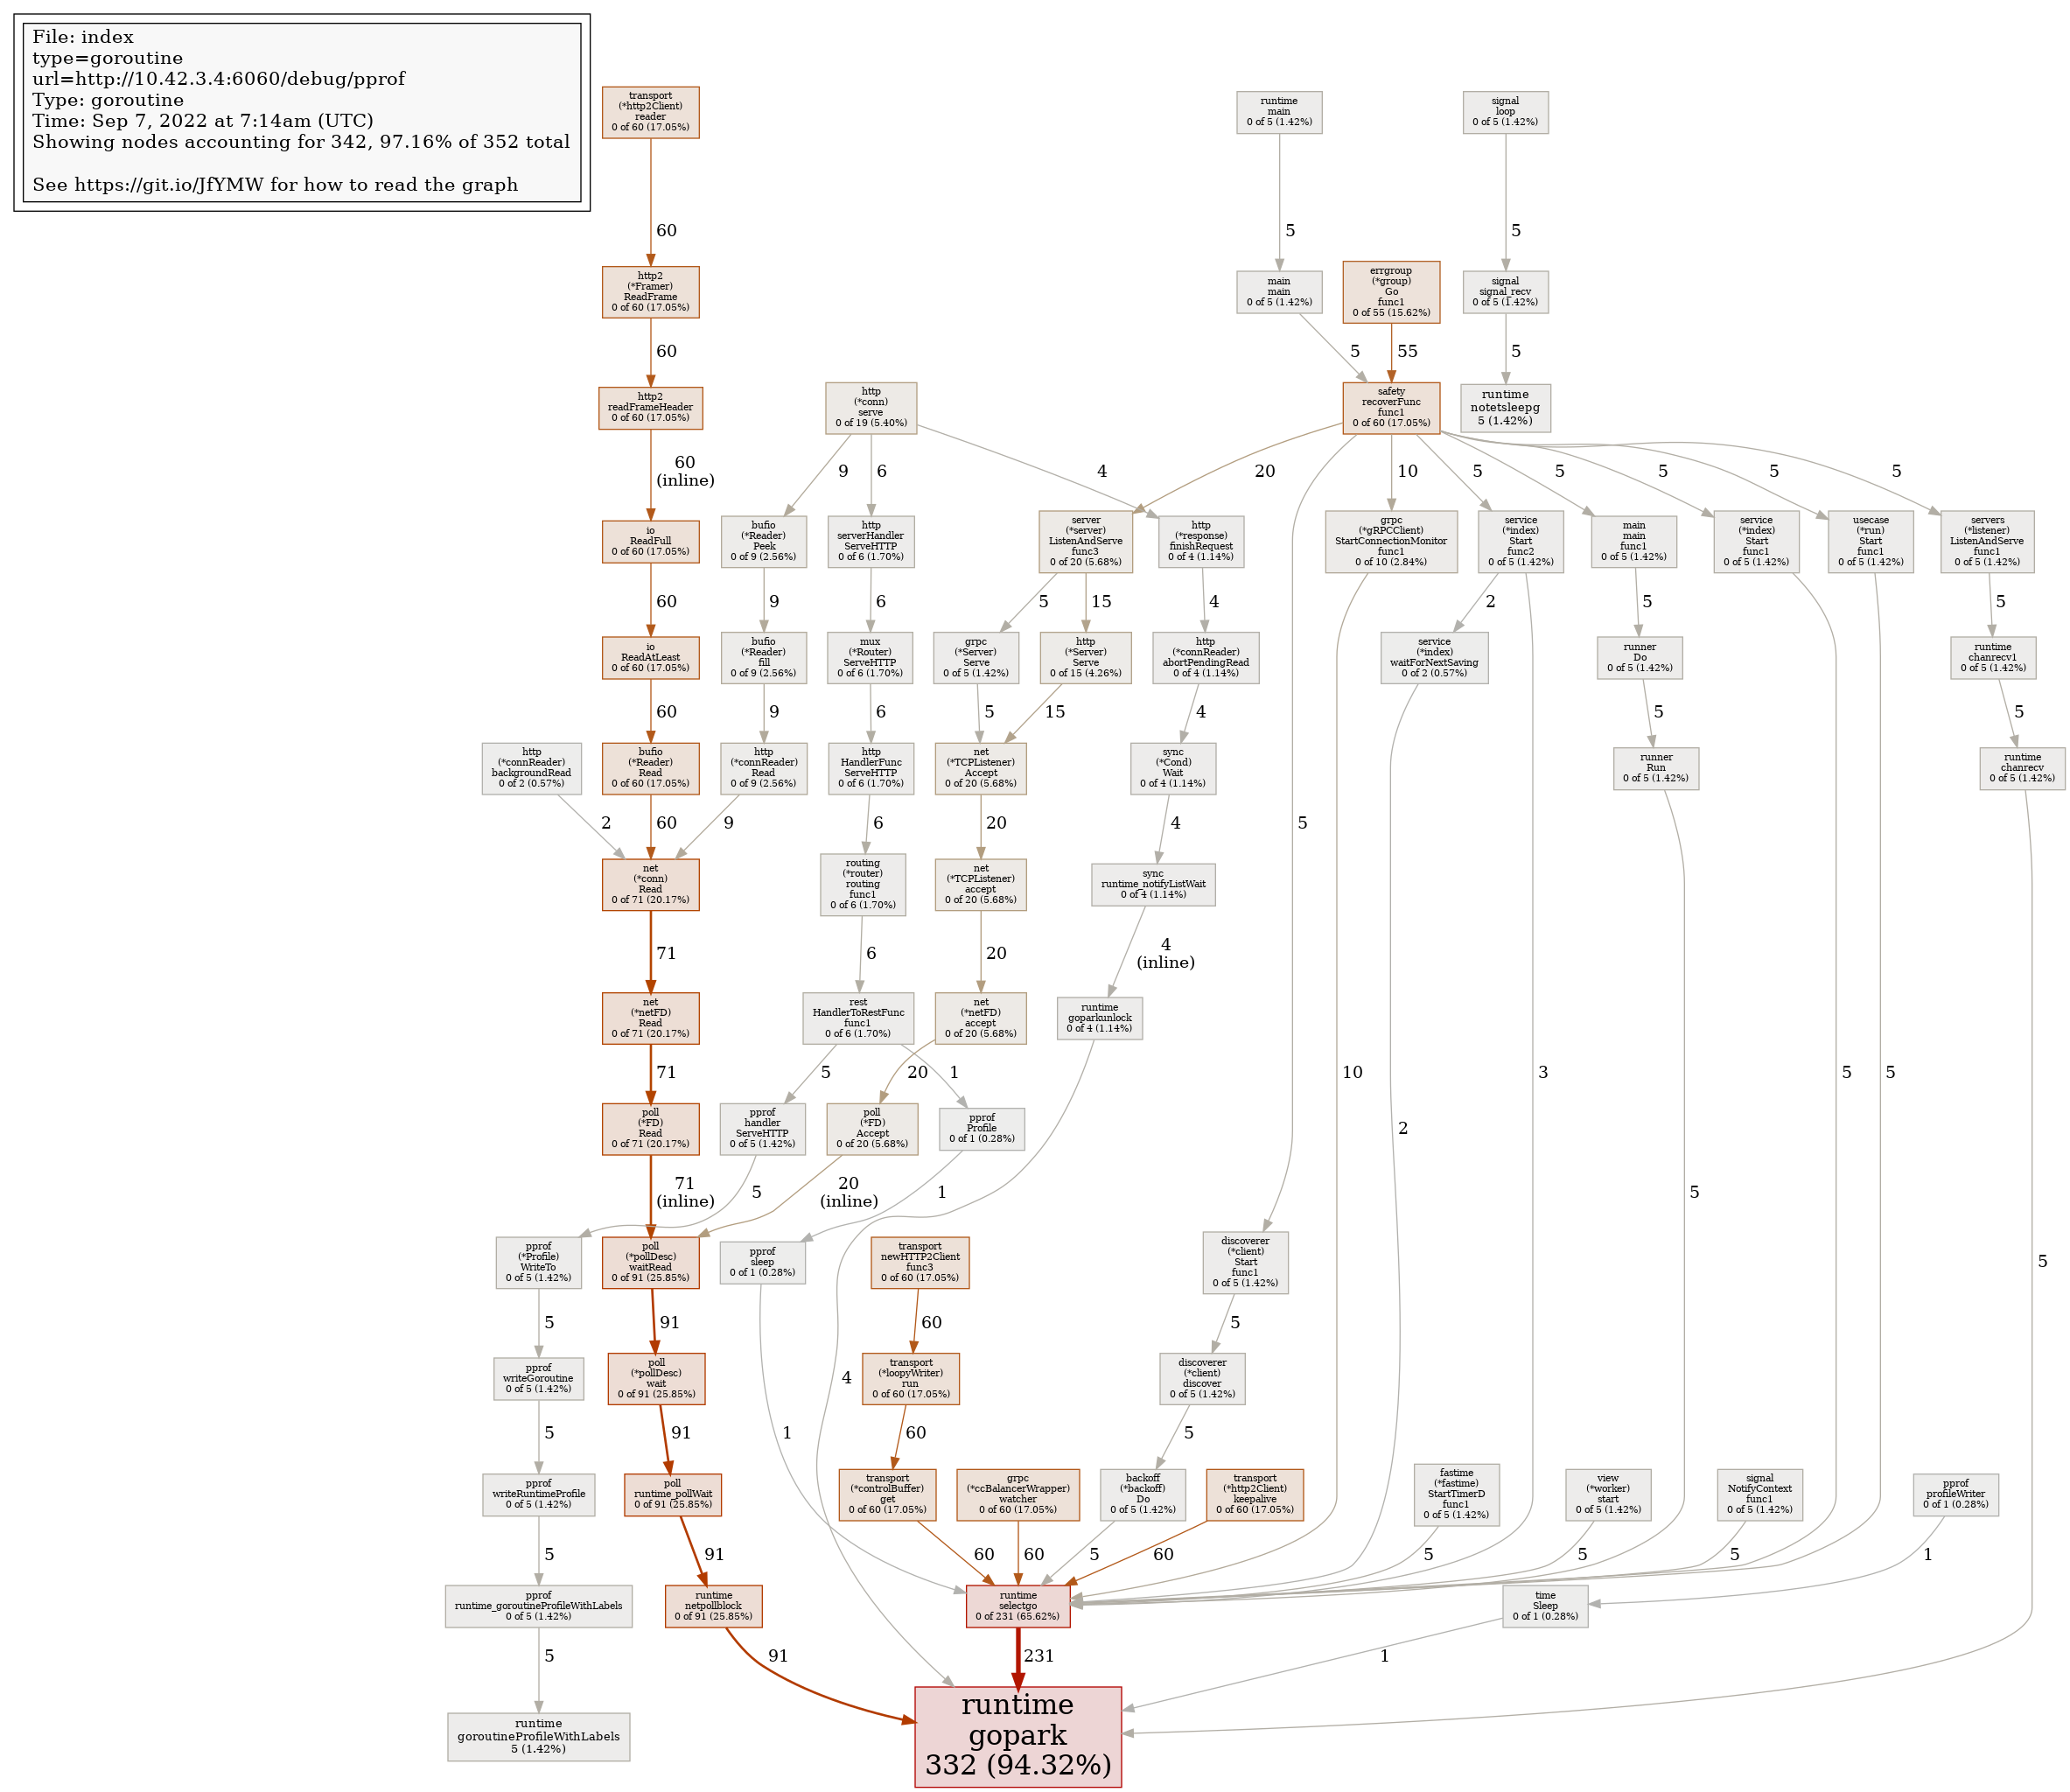 File: index
type=goroutine
url=http://10.42.3.4:6060/debug/pprof
Type: goroutine
Time: Sep 7, 2022 at 7:14am (UTC)
Showing nodes accounting for 342, 97.16% of 352 total
See https://git.io/JfYMW for how to read the graph
transport
(*http2Client)
reader
0 of 60 (17.05%)
runtime
main
0 of 5 (1.42%)
signal
loop
0 of 5 (1.42%)
60
5
5
http2
(*Framer)
ReadFrame
0 of 60 (17.05%)
main
main
0 of 5 (1.42%)
errgroup
(*group)
Go
func1
0 of 55 (15.62%)
signal
signal_recv
0 of 5 (1.42%)
60
5
55
5
http2
readFrameHeader
0 of 60 (17.05%)
http
(*conn)
serve
0 of 19 (5.40%)
safety
recoverFunc
func1
0 of 60 (17.05%)
runtime
notetsleepg
5 (1.42%)
60
(inline)
9
6
4
20
10
5
5
5
5
5
io
ReadFull
0 of 60 (17.05%)
bufio
(*Reader)
Peek
0 of 9 (2.56%)
http
serverHandler
ServeHTTP
0 of 6 (1.70%)
server
(*server)
ListenAndServe
func3
0 of 20 (5.68%)
http
(*response)
finishRequest
0 of 4 (1.14%)
grpc
(*gRPCClient)
StartConnectionMonitor
func1
0 of 10 (2.84%)
service
(*index)
Start
func2
0 of 5 (1.42%)
main
main
func1
0 of 5 (1.42%)
service
(*index)
Start
func1
0 of 5 (1.42%)
usecase
(*run)
Start
func1
0 of 5 (1.42%)
servers
(*listener)
ListenAndServe
func1
0 of 5 (1.42%)
60
9
6
5
15
4
2
5
5
io
ReadAtLeast
0 of 60 (17.05%)
bufio
(*Reader)
fill
0 of 9 (2.56%)
mux
(*Router)
ServeHTTP
0 of 6 (1.70%)
grpc
(*Server)
Serve
0 of 5 (1.42%)
http
(*Server)
Serve
0 of 15 (4.26%)
http
(*connReader)
abortPendingRead
0 of 4 (1.14%)
service
(*index)
waitForNextSaving
0 of 2 (0.57%)
runner
Do
0 of 5 (1.42%)
runtime
chanrecv1
0 of 5 (1.42%)
60
9
6
5
15
4
5
5
http
(*connReader)
backgroundRead
0 of 2 (0.57%)
bufio
(*Reader)
Read
0 of 60 (17.05%)
http
(*connReader)
Read
0 of 9 (2.56%)
http
HandlerFunc
ServeHTTP
0 of 6 (1.70%)
net
(*TCPListener)
Accept
0 of 20 (5.68%)
sync
(*Cond)
Wait
0 of 4 (1.14%)
runner
Run
0 of 5 (1.42%)
runtime
chanrecv
0 of 5 (1.42%)
2
60
9
6
20
4
5
net
(*conn)
Read
0 of 71 (20.17%)
routing
(*router)
routing
func1
0 of 6 (1.70%)
net
(*TCPListener)
accept
0 of 20 (5.68%)
sync
runtime_notifyListWait
0 of 4 (1.14%)
71
6
20
4
(inline)
net
(*netFD)
Read
0 of 71 (20.17%)
rest
HandlerToRestFunc
func1
0 of 6 (1.70%)
net
(*netFD)
accept
0 of 20 (5.68%)
runtime
goparkunlock
0 of 4 (1.14%)
71
5
20
1
10
3
5
5
poll
(*FD)
Read
0 of 71 (20.17%)
pprof
handler
ServeHTTP
0 of 5 (1.42%)
poll
(*FD)
Accept
0 of 20 (5.68%)
pprof
Profile
0 of 1 (0.28%)
2
71
(inline)
5
20
(inline)
1
5
pprof
(*Profile)
WriteTo
0 of 5 (1.42%)
poll
(*pollDesc)
waitRead
0 of 91 (25.85%)
pprof
sleep
0 of 1 (0.28%)
transport
newHTTP2Client
func3
0 of 60 (17.05%)
discoverer
(*client)
Start
func1
0 of 5 (1.42%)
5
5
91
60
5
pprof
writeGoroutine
0 of 5 (1.42%)
poll
(*pollDesc)
wait
0 of 91 (25.85%)
4
transport
(*loopyWriter)
run
0 of 60 (17.05%)
discoverer
(*client)
discover
0 of 5 (1.42%)
5
91
1
60
5
pprof
writeRuntimeProfile
0 of 5 (1.42%)
poll
runtime_pollWait
0 of 91 (25.85%)
transport
(*controlBuffer)
get
0 of 60 (17.05%)
grpc
(*ccBalancerWrapper)
watcher
0 of 60 (17.05%)
backoff
(*backoff)
Do
0 of 5 (1.42%)
transport
(*http2Client)
keepalive
0 of 60 (17.05%)
fastime
(*fastime)
StartTimerD
func1
0 of 5 (1.42%)
view
(*worker)
start
0 of 5 (1.42%)
signal
NotifyContext
func1
0 of 5 (1.42%)
pprof
profileWriter
0 of 1 (0.28%)
5
91
60
60
5
60
5
5
5
1
pprof
runtime_goroutineProfileWithLabels
0 of 5 (1.42%)
runtime
netpollblock
0 of 91 (25.85%)
runtime
selectgo
0 of 231 (65.62%)
time
Sleep
0 of 1 (0.28%)
5
91
231
1
runtime
goroutineProfileWithLabels
5 (1.42%)
runtime
gopark
332 (94.32%)